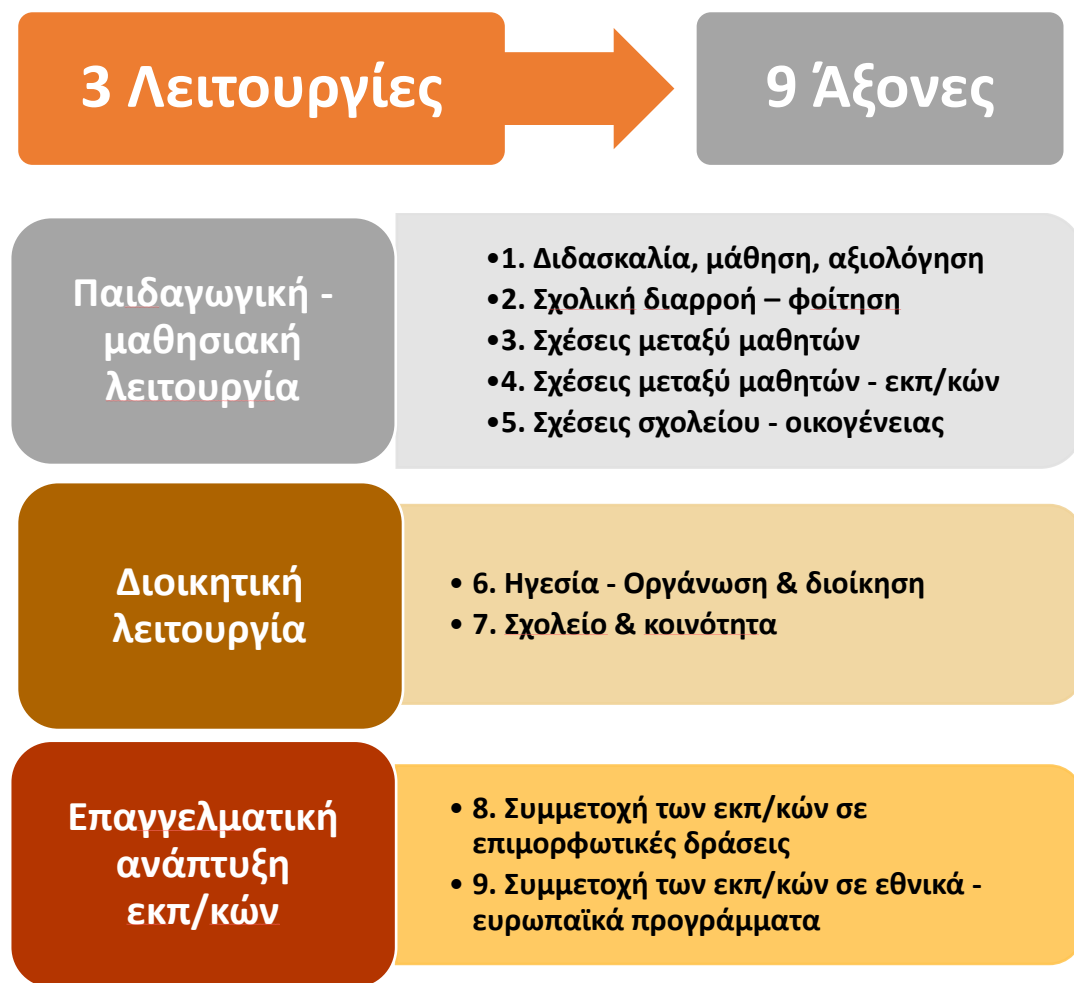 3 Λειτουργίες
9 Άξονες
Παιδαγωγική -
μαθησιακή
λειτουργία
•1. Διδασκαλία, μάθηση, αξιολόγηση
•2. Σχολική διαρροή – φοίτηση
•3. Σχέσεις μεταξύ μαθητών
•4. Σχέσεις μεταξύ μαθητών - εκπ/κών
•5. Σχέσεις σχολείου - οικογένειας
Διοικητική
λειτουργία
• 6. Ηγεσία - Οργάνωση & διοίκηση
• 7. Σχολείο & κοινότητα
Επαγγελματική
ανάπτυξη
εκπ/κών
• 8. Συμμετοχή των εκπ/κών σε
επιμορφωτικές δράσεις
• 9. Συμμετοχή των εκπ/κών σε εθνικά -
ευρωπαϊκά προγράμματα